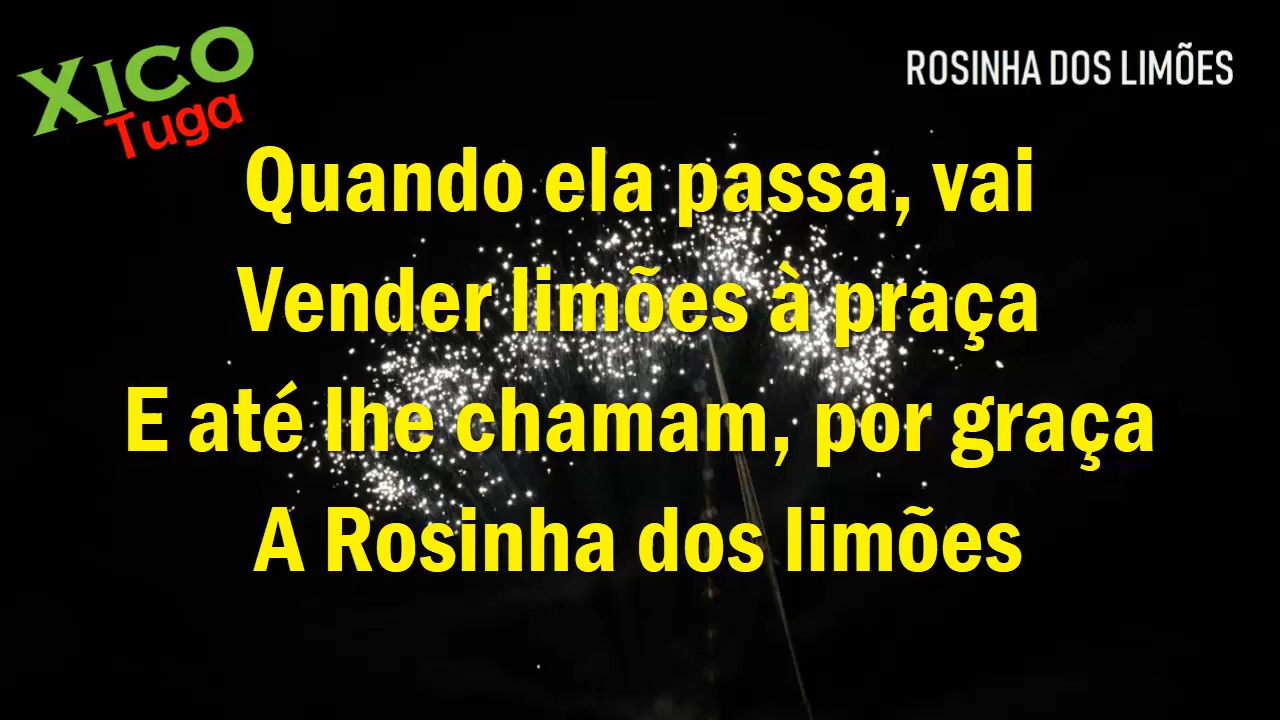 XICO
Tuga
ROSINHA DOS LIMÕES
Quando ela passa, vai
Vender limões à praça
E até lhe chamam, por graça
A Rosinha dos limões